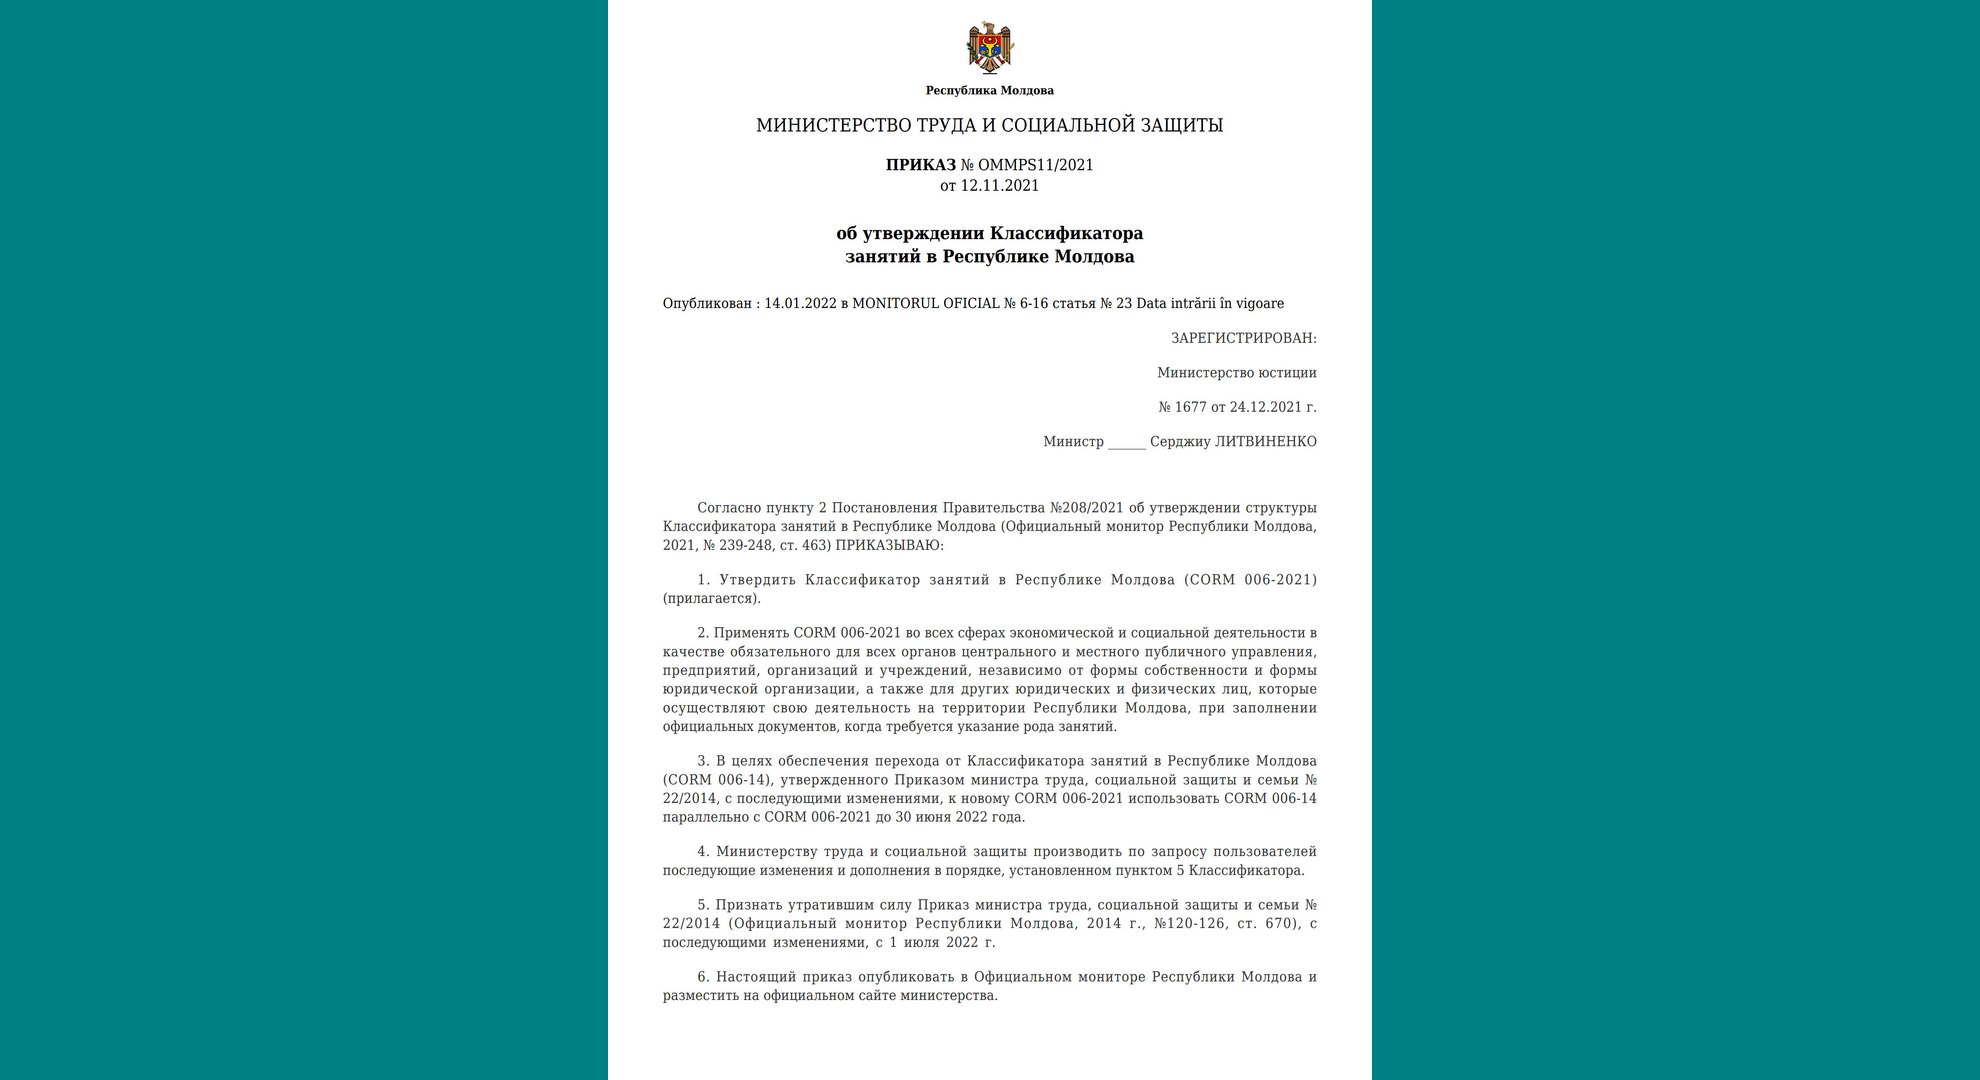 Республика Молдова
МИНИСТЕРСТВО ТРУДА И СОЦИАЛЬНОЙ ЗАЩИТЫ
ПРИКАЗ № OMMPS11/2021
от 12.11.2021
об утверждении Классификатора
занятий в Республике Молдова
Опубликован : 14.01.2022 в MONITORUL OFICIAL № 6-16 статья № 23 Data intrării în vigoare
ЗАРЕГИСТРИРОВАН:
Министерство юстиции
№ 1677 от 24.12.2021 г.
Министр ______ Серджиу ЛИТВИНЕНКО
Согласно пункту 2 Постановления Правительства №208/2021 об утверждении структуры
Классификатора занятий в Республике Молдова (Официальный монитор Республики Молдова,
2021, № 239-248, ст. 463) ПРИКАЗЫВАЮ:
1. Утвердить Классификатор занятий в Республике Молдова (CORM 006-2021)
(прилагается).
2. Применять CORM 006-2021 во всех сферах экономической и социальной деятельности в
качестве обязательного для всех органов центрального и местного публичного управления,
предприятий, организаций и учреждений, независимо от формы собственности и формы
юридической организации, а также для других юридических и физических лиц, которые
осуществляют свою деятельность на территории Республики Молдова, при заполнении
официальных документов, когда требуется указание рода занятий.
3. В целях обеспечения перехода от Классификатора занятий в Республике Молдова
(CORM 006-14), утвержденного Приказом министра труда, социальной защиты и семьи №
22/2014, с последующими изменениями, к новому CORM 006-2021 использовать CORM 006-14
параллельно с CORM 006-2021 до 30 июня 2022 года.
4. Министерству труда и социальной защиты производить по запросу пользователей
последующие изменения и дополнения в порядке, установленном пунктом 5 Классификатора.
5. Признать утратившим силу Приказ министра труда, социальной защиты и семьи №
22/2014 (Официальный монитор Республики Молдова, 2014 г., №120-126, ст. 670), с
последующими изменениями, с 1 июля 2022 г.
6. Настоящий приказ опубликовать в Официальном мониторе Республики Молдова и
разместить на официальном сайте министерства.